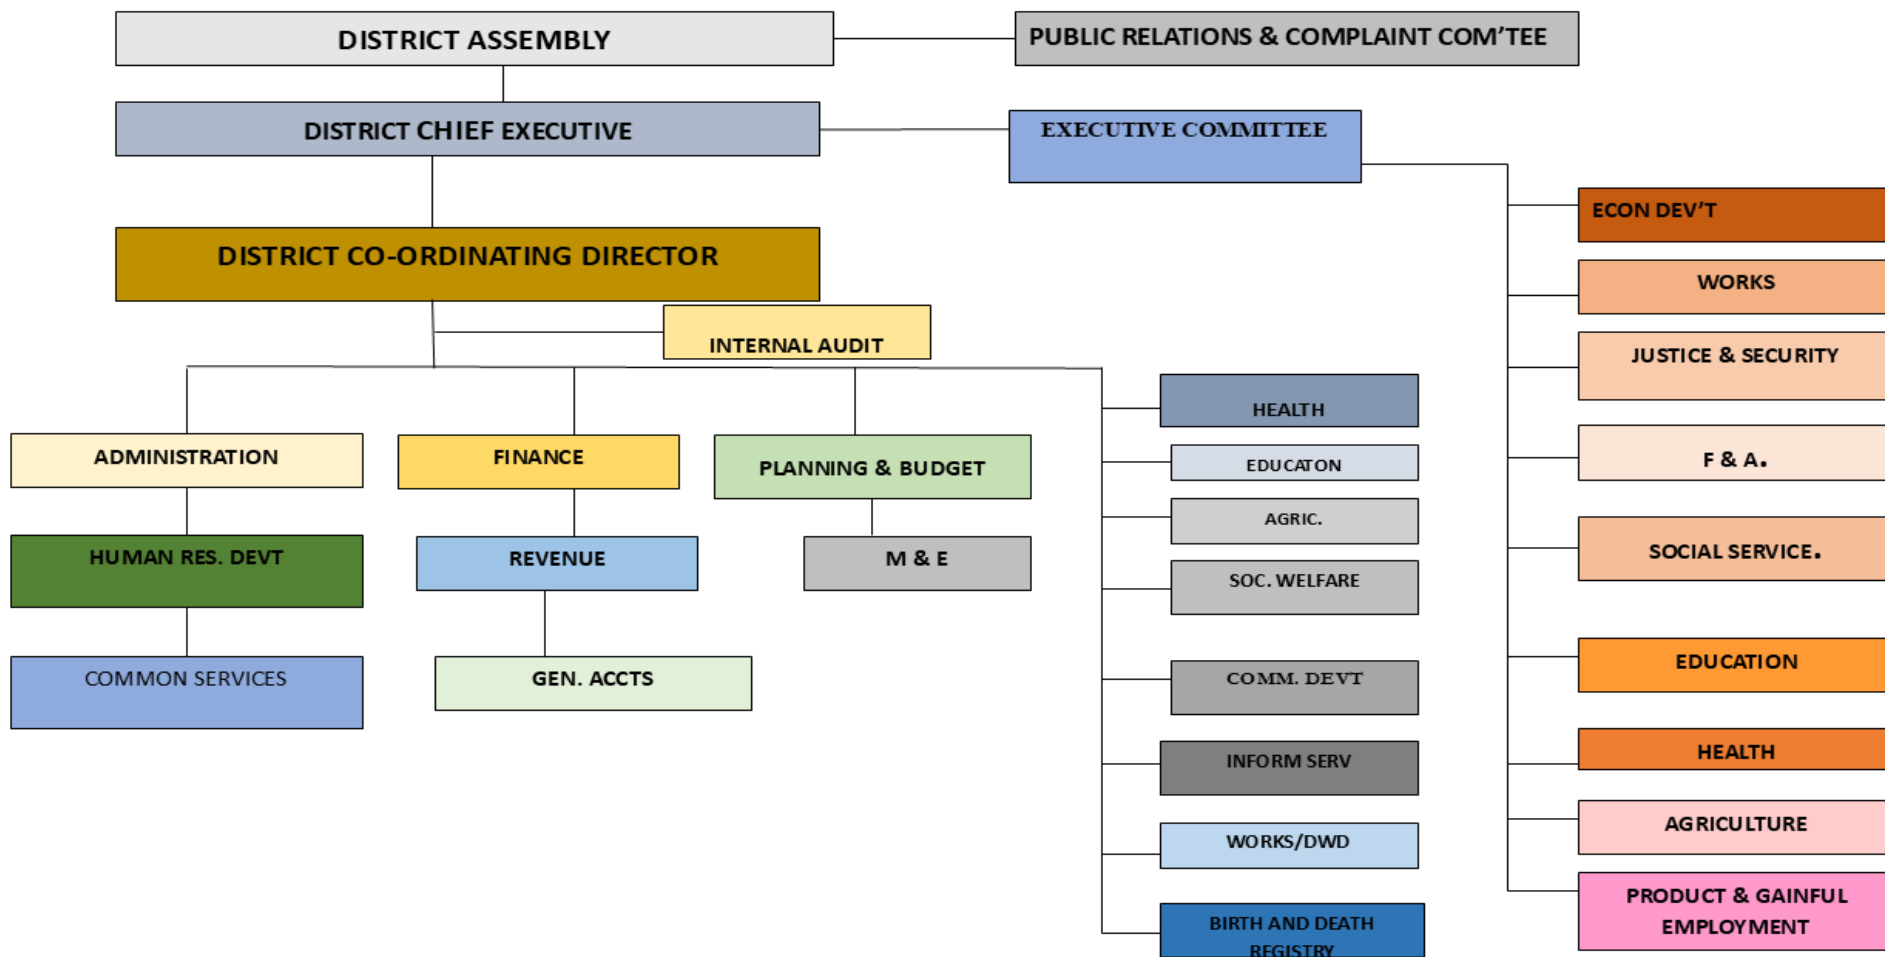 DISTRICT ASSEMBLY
PUBLIC RELATIONS & COMPLAINT COM'TEE
DISTRICT CHIEF EXECUTIVE
EXECUTIVE COMMITTEE
ECON DEV'T
DISTRICT CO-ORDINATING DIRECTOR
WORKS
INTERNAL AUDIT
JUSTICE & SECURITY
HEALTH
ADMINISTRATION
FINANCE
PLANNING & BUDGET
EDUCATON
F & A.
AGRIC.
HUMAN RES. DEVT
REVENUE
M & E
SOC. WELFARE
SOCIAL SERVICE.
COMMON SERVICES
GEN. ACCTS
COMM. DEVT
EDUCATION
INFORM SERV
HEALTH
WORKS/DWD
AGRICULTURE
BIRTH AND DEATH
REGISTRY
PRODUCT & GAINFUL
EMPLOYMENT